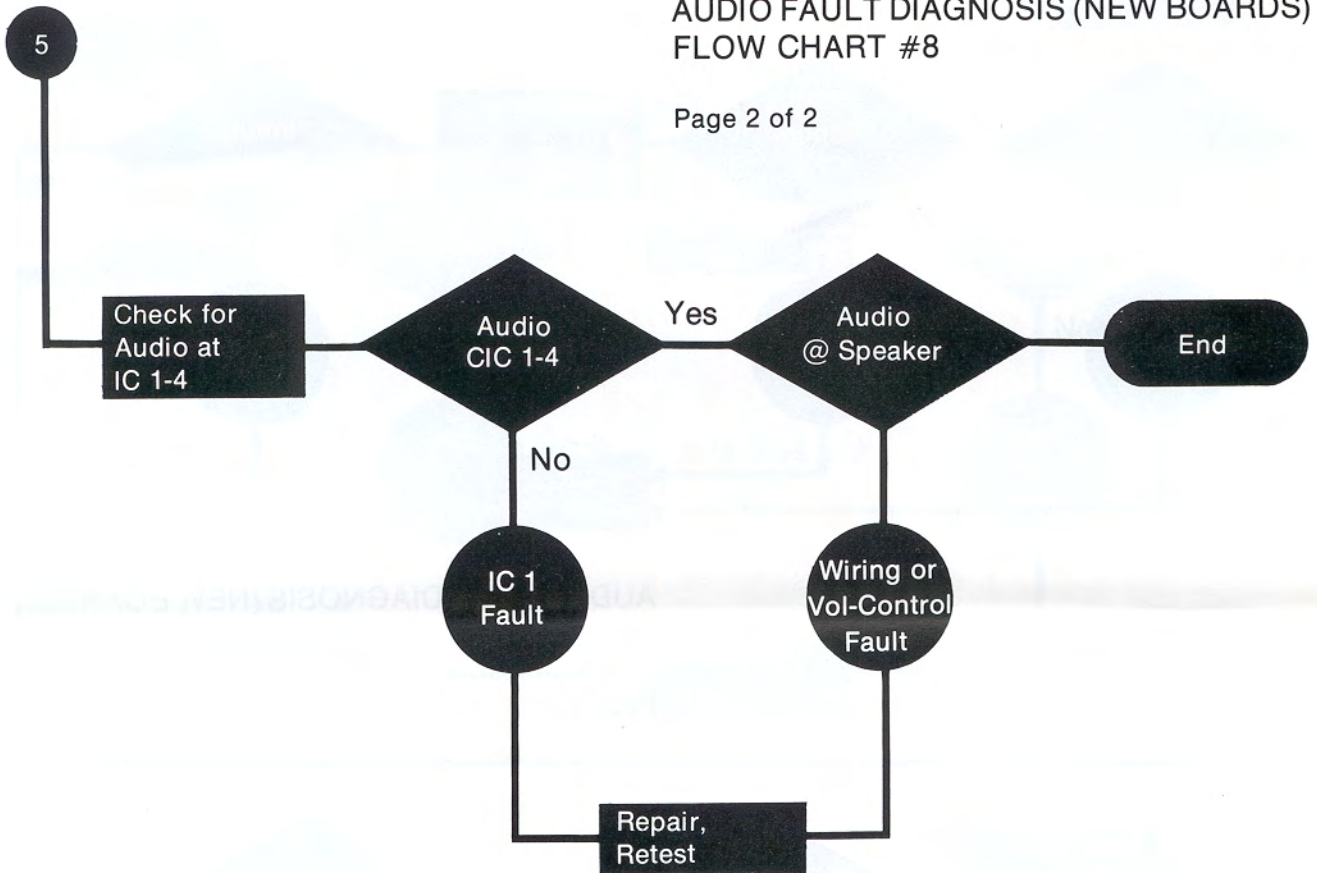 AUDIO FAULT DIAGNOSIS (NEW BOARDS)
FLOW CHART #8
Page 2 of 2
5
Check for
Audio at
IC 1-4
Audio
CIC 1-4
Yes
Audio
@ Speaker
End
No
IC 1
Fault
Wiring or
Vol-Control
Fault
Repair,
Retest